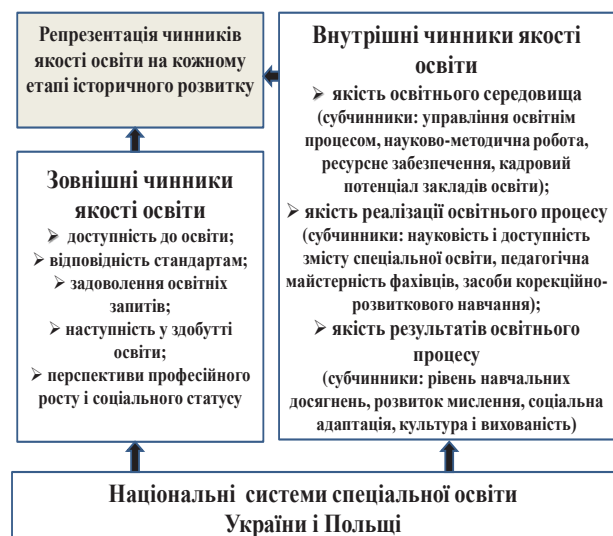 Репрезентація чинників
якості освіти на кожному
етапі історичного розвитку
Зовнішні чинники
якості освіти
➢ доступність до освіти;
➢ відповідність стандартам;
➢ задоволення освітніх
запитів;
➢ наступність у здобутті
освіти;
➢ перспективи професійного
росту і соціального статусу
Внутрішні чинники якості
освіти
➢ якість освітнього середовища
(субчинники: управління освітнім
процесом, науково-методична робота,
ресурсне забезпечення, кадровий
потенціал закладів освіти);
➢ якість реалізації освітнього процесу
(субчинники: науковість і доступність
змісту спеціальної освіти, педагогічна
майстерність фахівців, засоби корекційно-
розвиткового навчання);
➢ якість результатів освітнього
процесу
(субчинники: рівень навчальних
досягнень, розвиток мислення, соціальна
адаптація, культура і вихованість)
Національні системи спеціальної освіти
України і Польщі